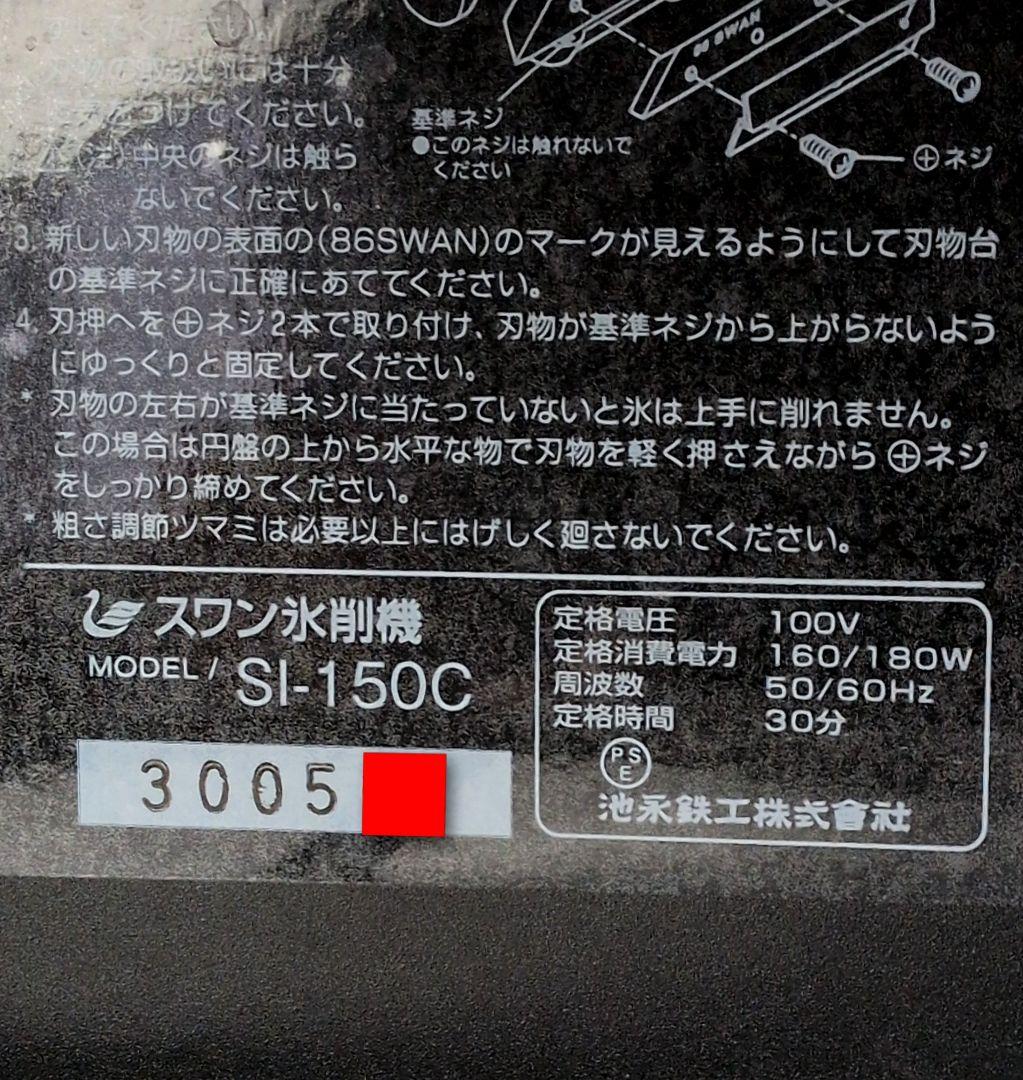 ください。
刃物の取扱いには十分
気をつけてください。
(注)中央のネジは触ら
ないでください。
86 SWAN
基準ネジ
●このネジは触れないで
ください
⊕ネジ
3. 新しい刃物の表面の(86SWAN)のマークが見えるようにして刃物台
の基準ネジに正確にあててください。
4. 刃押へを⊕ネジ2本で取り付け、刃物が基準ネジから上がらないよう
にゆっくりと固定してください。
* 刃物の左右が基準ネジに当たっていないと氷は上手に削れません。
この場合は円盤の上から水平な物で刃物を軽く押さえながら⊕ネジ
をしっかり締めてください。
* 粗さ調節ツマミは必要以上にはげしく廻さないでください。
スワン氷削機
MODEL/ SI-150C
3005
定格電圧 100V
定格消費電力 160/180W
周波数 50/60Hz
定格時間 30分
PSE
池永鉄工株式會社